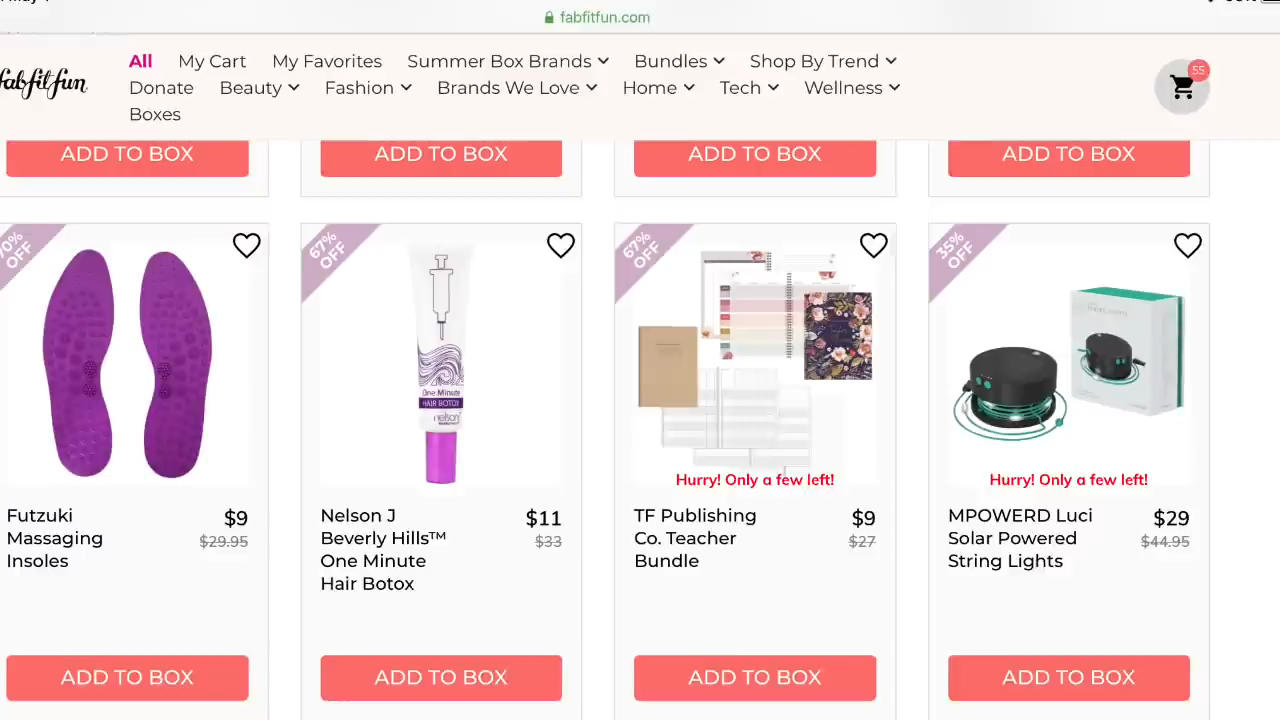 fabfitfun.com
fabfitfun
All My Cart My Favorites Summer Box Brands Bundles Shop By Trend
Donate Beauty Fashion Brands We Love Home Tech Wellness
Boxes
55
ADD TO BOX ADD TO BOX ADD TO BOX ADD TO BOX
70% OFF
67% OFF
67% OFF
35% OFF
One Minute
HAIR BOTOX
nelson j
Hurry! Only a few left! Hurry! Only a few left!
Futzuki
Massaging
Insoles
$9
$29.95
Nelson J
Beverly Hills™
One Minute
Hair Botox
$11
$33
TF Publishing
Co. Teacher
Bundle
$9
$27
MPOWERD Luci
Solar Powered
String Lights
$29
$44.95
ADD TO BOX ADD TO BOX ADD TO BOX ADD TO BOX